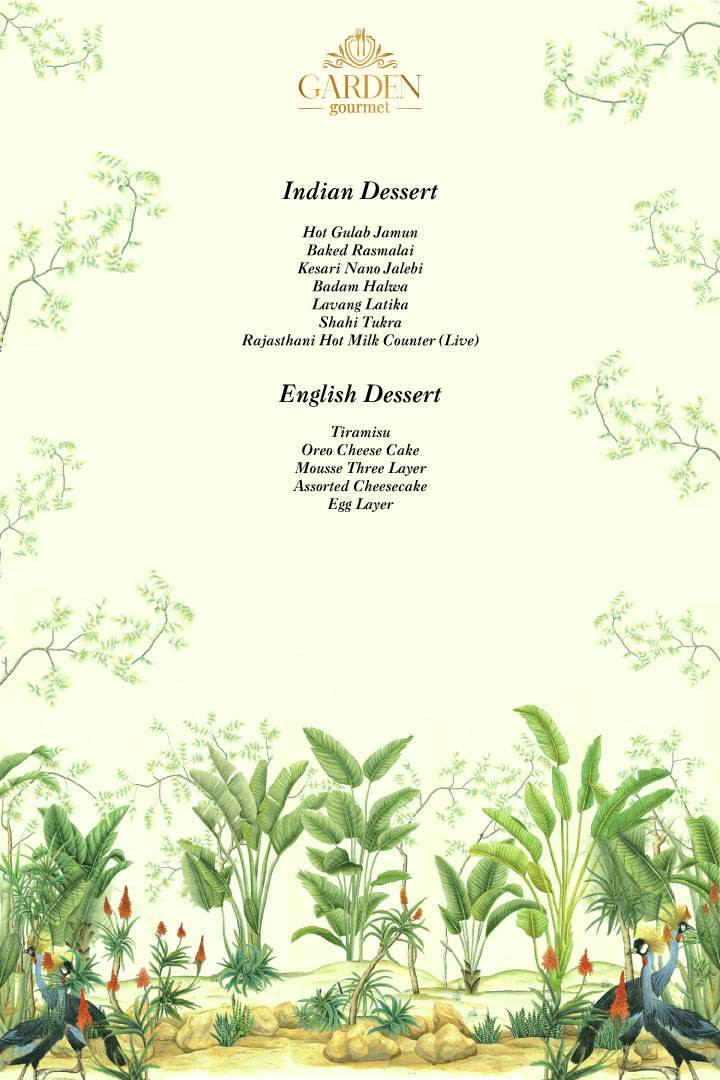 GARDEN
gourmet
Indian Dessert
Hot Gulab Jamun
Baked Rasmalai
Kesari Nano Jalebi
Badam Halwa
Lavang Latika
Shahi Tukra
Rajasthani Hot Milk Counter (Live)
English Dessert
Tiramisu
Oreo Cheese Cake
Mousse Three Layer
Assorted Cheesecake
Egg Layer